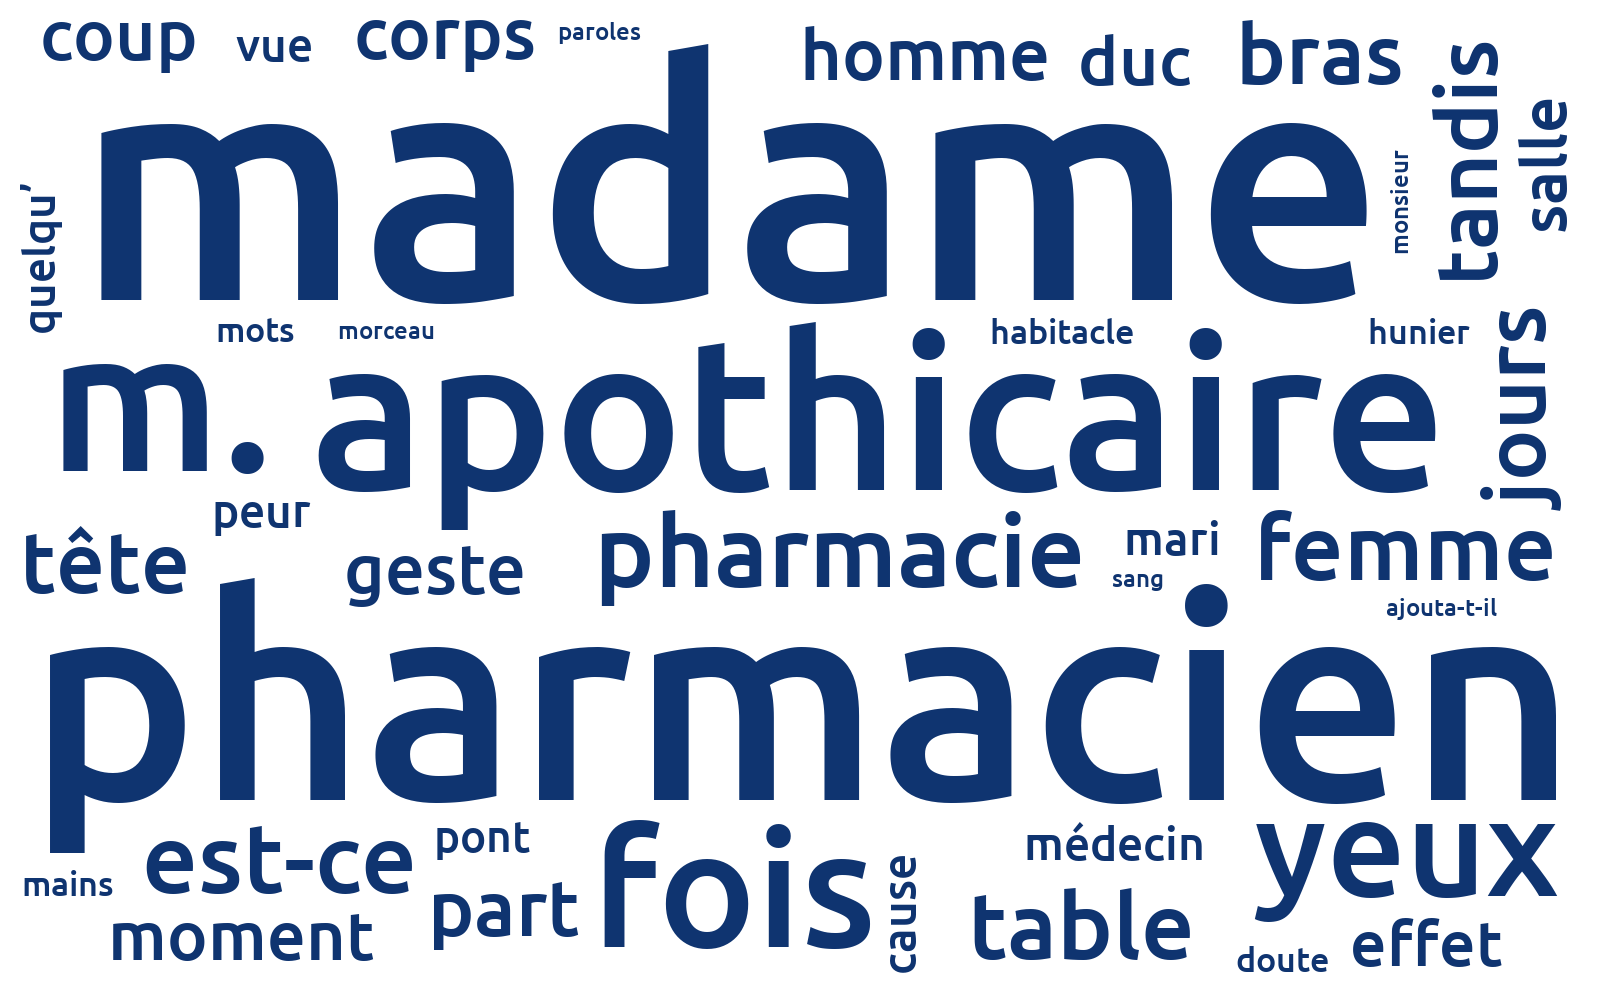 coup vue corps paroles homme duc bras
tandis
salle
madame
monsieur
quelqu’
mots morceau habitacle hunier
jours
m. apothicaire
peur
tête geste pharmacie mari femme
sang
ajouta-t-il
pharmacien
est-ce pont fois médecin yeux
mains
moment part cause table effet
doute